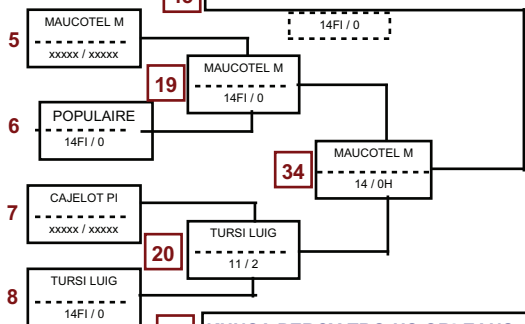 14FI / 0
5
MAUCOTEL M
xxxxx / xxxxx
19
MAUCOTEL M
14FI / 0
6
POPULAIRE
14FI / 0
34
MAUCOTEL M
14 / 0H
7
CAJELOT PI
xxxxx / xxxxx
20
TURSI LUIG
11 / 2
8
TURSI LUIG
14FI / 0